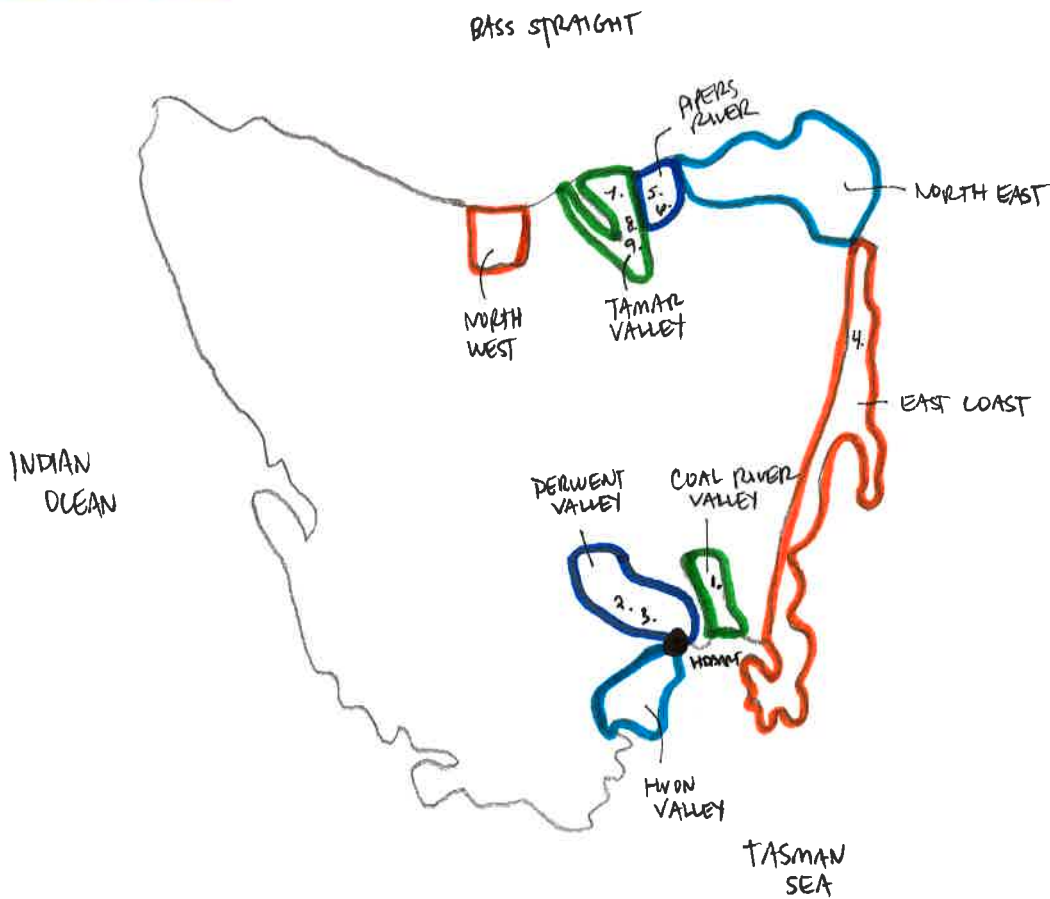 BASS STRAIGHT
PIPERS
RIVER
NORTH EAST
7.
5.
6.
8.
9.
TAMAR
VALLEY
NORTH
WEST
4.
EAST COAST
INDIAN
OCEAN
DERWENT
VALLEY
COAL RIVER
VALLEY
1.
2. 3.
HOBART
HUON
VALLEY
TASMAN
SEA